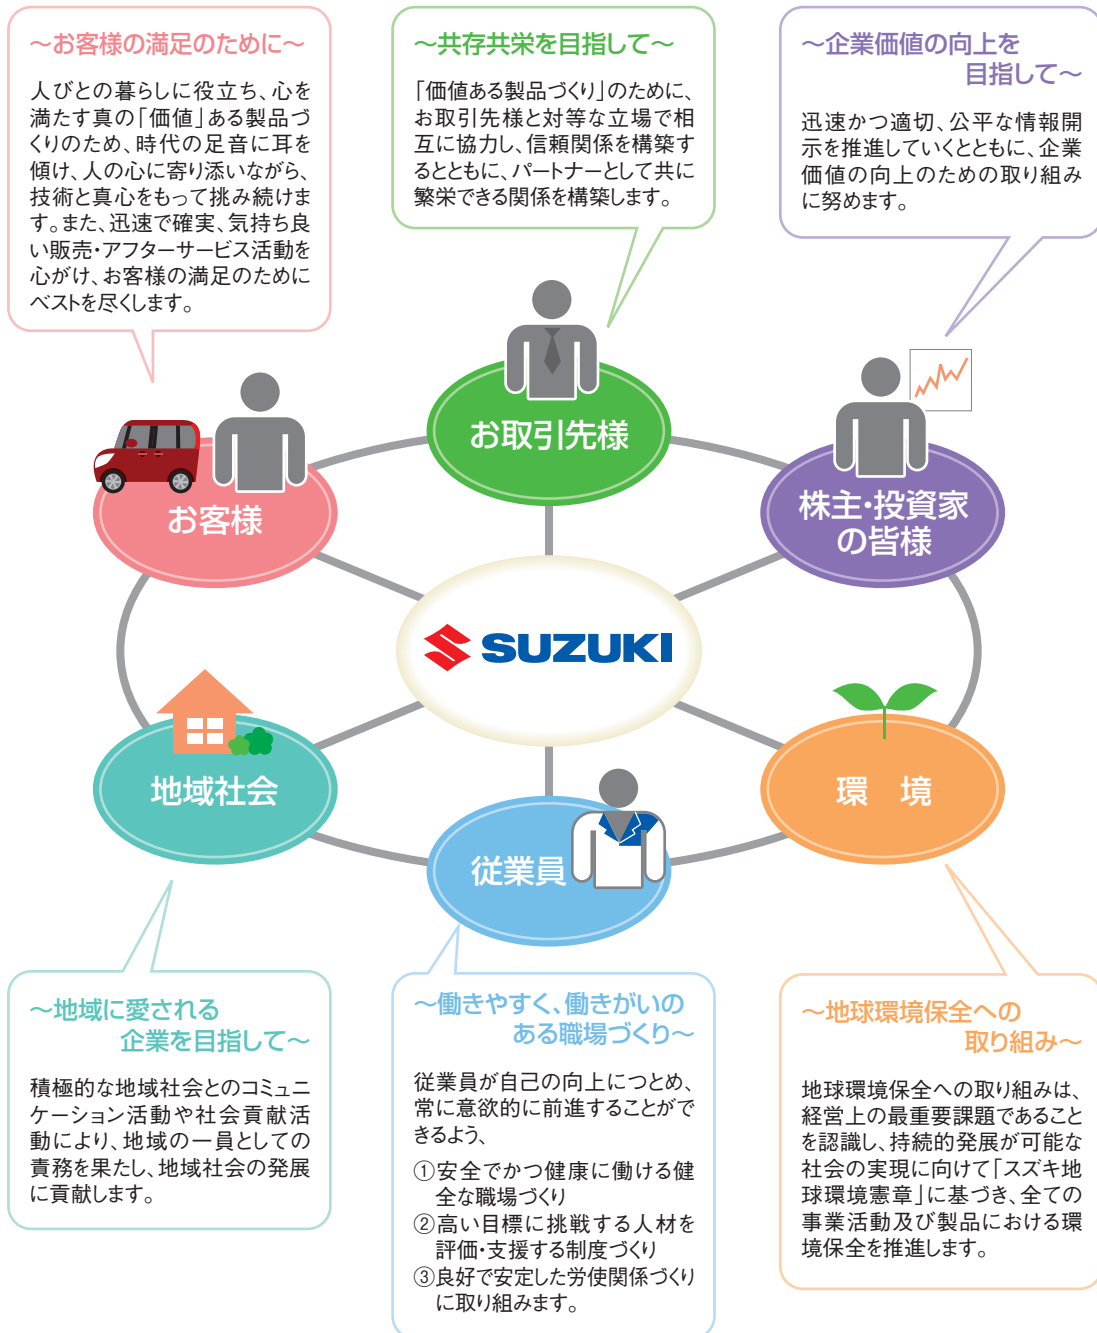 ～お客様の満足のために～
人びとの暮らしに役立ち、心を
満たす真の「価値」ある製品づ
くりのため、時代の足音に耳を
傾け、人の心に寄り添いながら、
技術と真心をもって挑み続けま
す。また、迅速で確実、気持ち良
い販売・アフターサービス活動を
心がけ、お客様の満足のために
ベストを尽くします。
～共存共栄を目指して～
「価値ある製品づくり」のために、
お取引先様と対等な立場で相
互に協力し、信頼関係を構築す
るとともに、パートナーとして共に
繁栄できる関係を構築します。
～企業価値の向上を
目指して～
迅速かつ適切、公平な情報開
示を推進していくとともに、企業
価値の向上のための取り組み
に努めます。
お取引先様
お客様
株主・投資家
の皆様
SUZUKI
地域社会
環　境
従業員
～地域に愛される
企業を目指して～
積極的な地域社会とのコミュニ
ケーション活動や社会貢献活
動により、地域の一員としての
責務を果たし、地域社会の発展
に貢献します。
～働きやすく、働きがいの
ある職場づくり～
従業員が自己の向上につとめ、
常に意欲的に前進することがで
きるよう、
①安全でかつ健康に働ける健
全な職場づくり
②高い目標に挑戦する人材を
評価・支援する制度づくり
③良好で安定した労使関係づくり
に取り組みます。
～地球環境保全への
取り組み～
地球環境保全への取り組みは、
経営上の最重要課題であること
を認識し、持続的発展が可能な
社会の実現に向けて「スズキ地
球環境憲章」に基づき、全ての
事業活動及び製品における環
境保全を推進します。